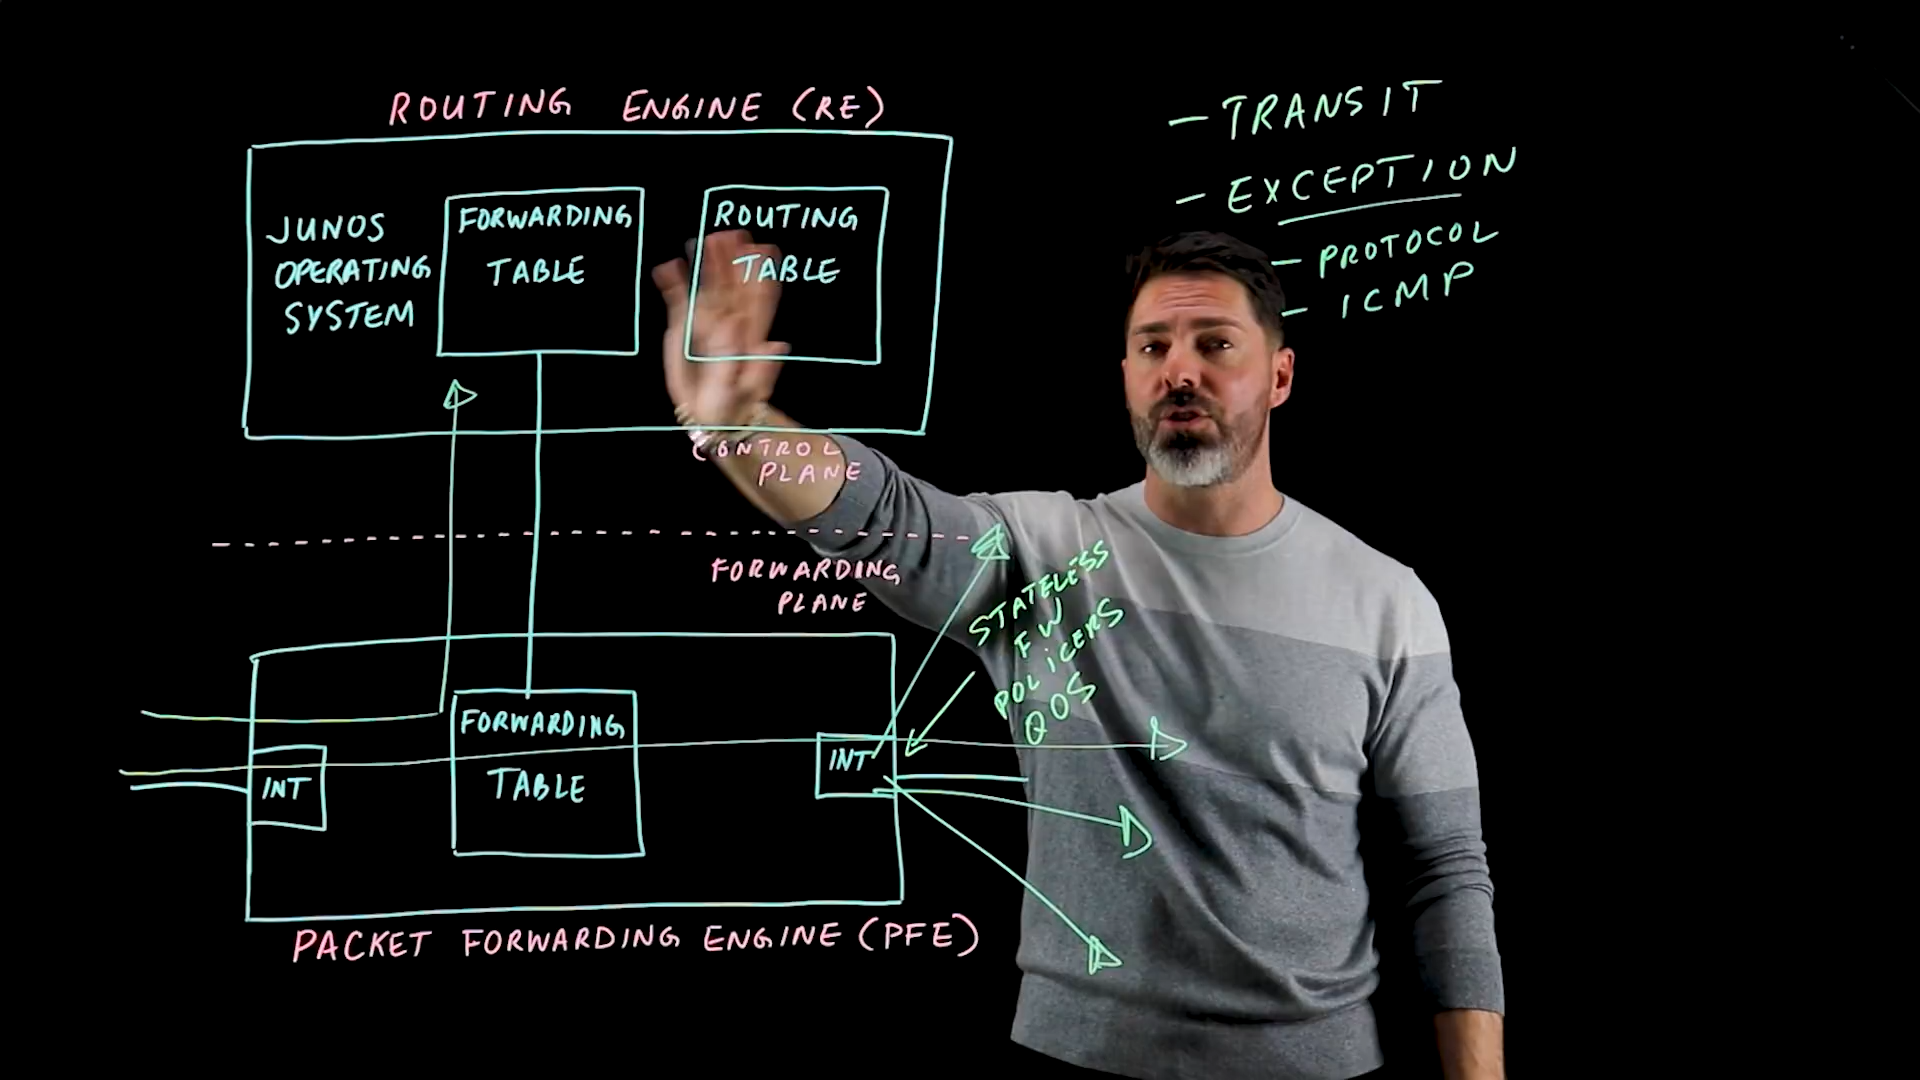 ROUTING ENGINE (RE)
JUNOS
OPERATING
SYSTEM
FORWARDING
TABLE
ROUTING
TABLE
CONTROL
PLANE
FORWARDING
PLANE
INT
FORWARDING
TABLE
INT
PACKET FORWARDING ENGINE (PFE)
STATELESS
FW
POLICERS
QOS
- TRANSIT
- EXCEPTION
- PROTOCOL
- ICMP